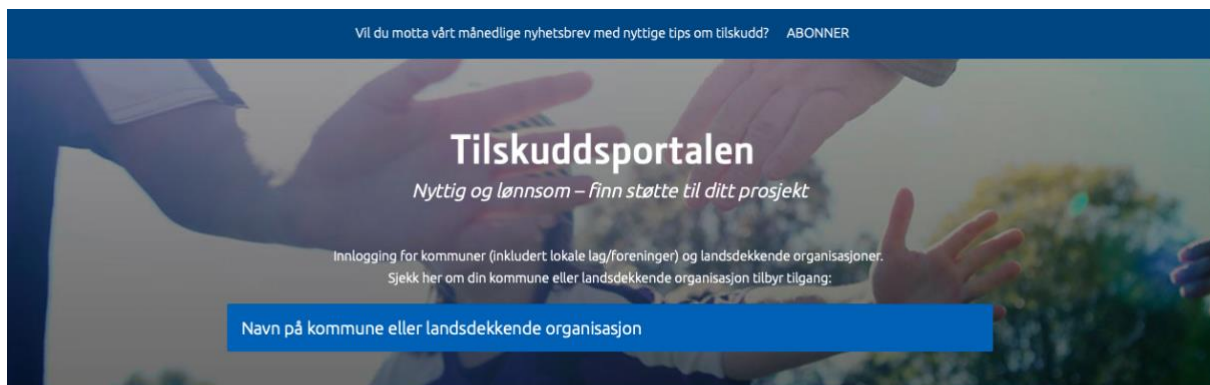 Vil du motta vårt månedlige nyhetsbrev med nyttige tips om tilskudd? ABONNER
Tilskuddsportalen
Nyttig og lønnsom – finn støtte til ditt prosjekt
Innlogging for kommuner (inkludert lokale lag/foreninger) og landsdekkende organisasjoner.
Sjekk her om din kommune eller landsdekkende organisasjon tilbyr tilgang:
Navn på kommune eller landsdekkende organisasjon